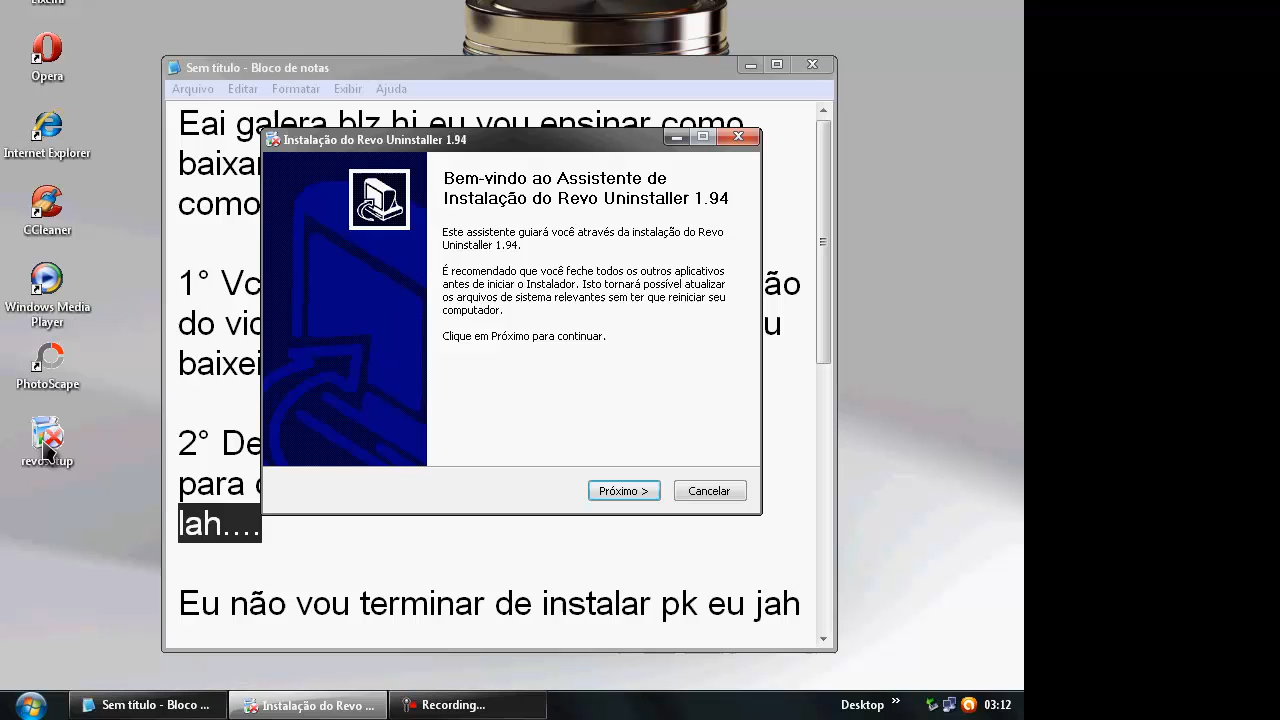 Opera
Internet Explorer
CCleaner
Windows Media
Player
PhotoScape
Sem título - Bloco de notas
Arquivo Editar Formatar Exibir Ajuda
Eai galera blz hj eu vou ensinar como
como
1°
ão
do
u
2°
para
lah....
Eu não vou terminar de instalar pk eu jah
Instalação do Revo Uninstaller 1.94
Bem-vindo ao Assistente de
Instalação do Revo Uninstaller 1.94
Este assistente guiará você através da instalação do Revo
Uninstaller 1.94.
É recomendado que você feche todos os outros aplicativos
antes de iniciar o Instalador. Isto tornará possível atualizar
os arquivos de sistema relevantes sem ter que reiniciar seu
computador.
Clique em Próximo para continuar.
Próximo >
Cancelar
Sem título - Bloco ...
Instalação do Revo ...
Recording...
Desktop »
03:12